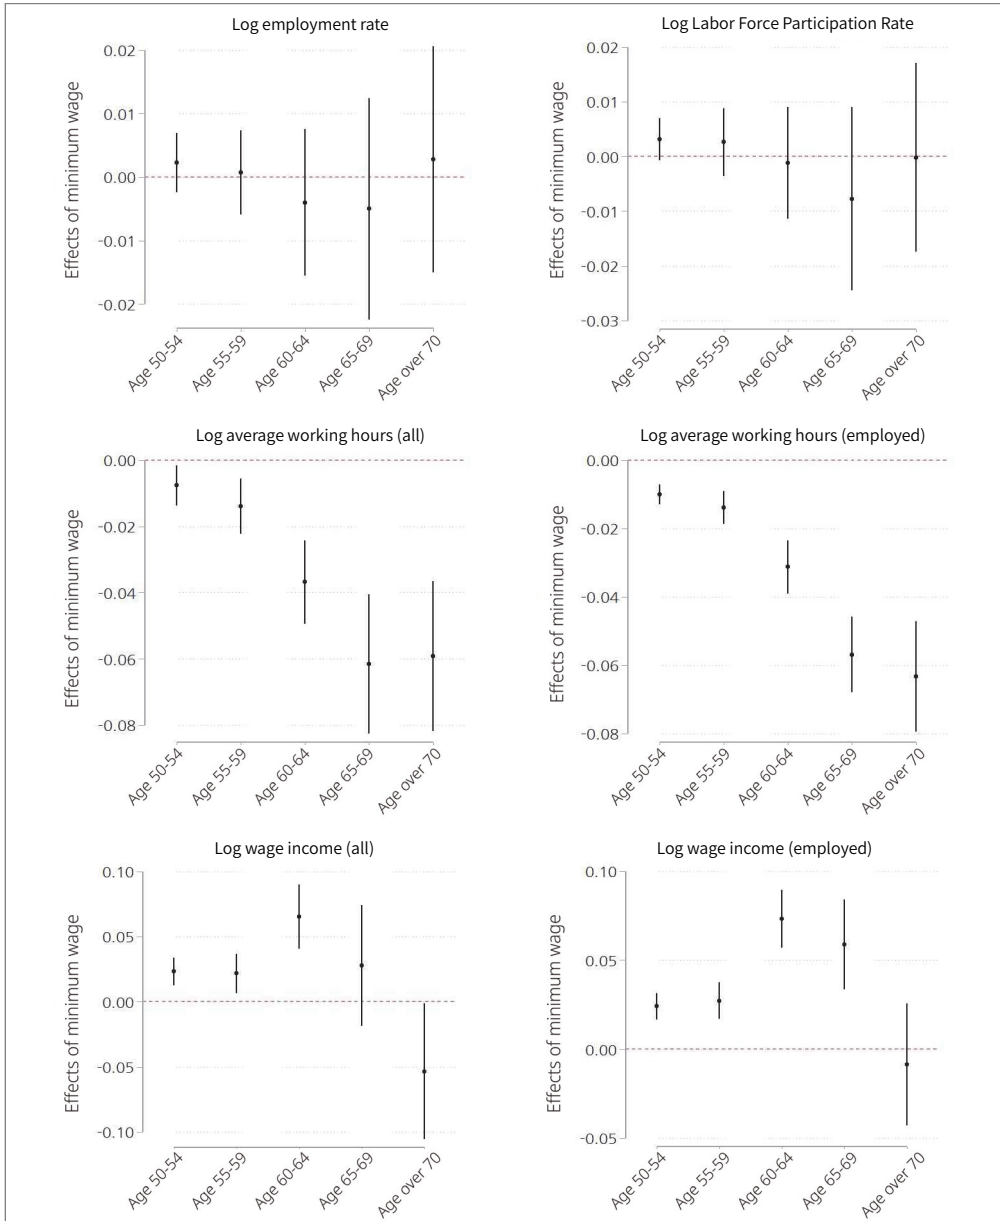 Log employment rate
Effects of minimum wage
0.02
0.01
0.00
-0.01
-0.02
Age 50-54
Age 55-59
Age 60-64
Age 65-69
Age over 70
Log Labor Force Participation Rate
Effects of minimum wage
0.02
0.01
0.00
-0.01
-0.02
-0.03
Age 50-54
Age 55-59
Age 60-64
Age 65-69
Age over 70
Log average working hours (all)
Effects of minimum wage
0.00
-0.02
-0.04
-0.06
-0.08
Age 50-54
Age 55-59
Age 60-64
Age 65-69
Age over 70
Log average working hours (employed)
Effects of minimum wage
0.00
-0.02
-0.04
-0.06
-0.08
Age 50-54
Age 55-59
Age 60-64
Age 65-69
Age over 70
Log wage income (all)
Effects of minimum wage
0.10
0.05
0.00
-0.05
-0.10
Age 50-54
Age 55-59
Age 60-64
Age 65-69
Age over 70
Log wage income (employed)
Effects of minimum wage
0.10
0.05
0.00
-0.05
Age 50-54
Age 55-59
Age 60-64
Age 65-69
Age over 70